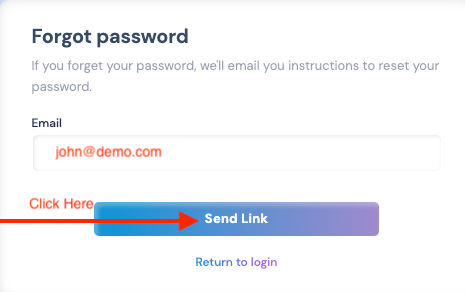 Forgot password
If you forget your password, we'll email you instructions to reset your
password.
Email
john@demo.com
Click Here
Send Link
Return to login